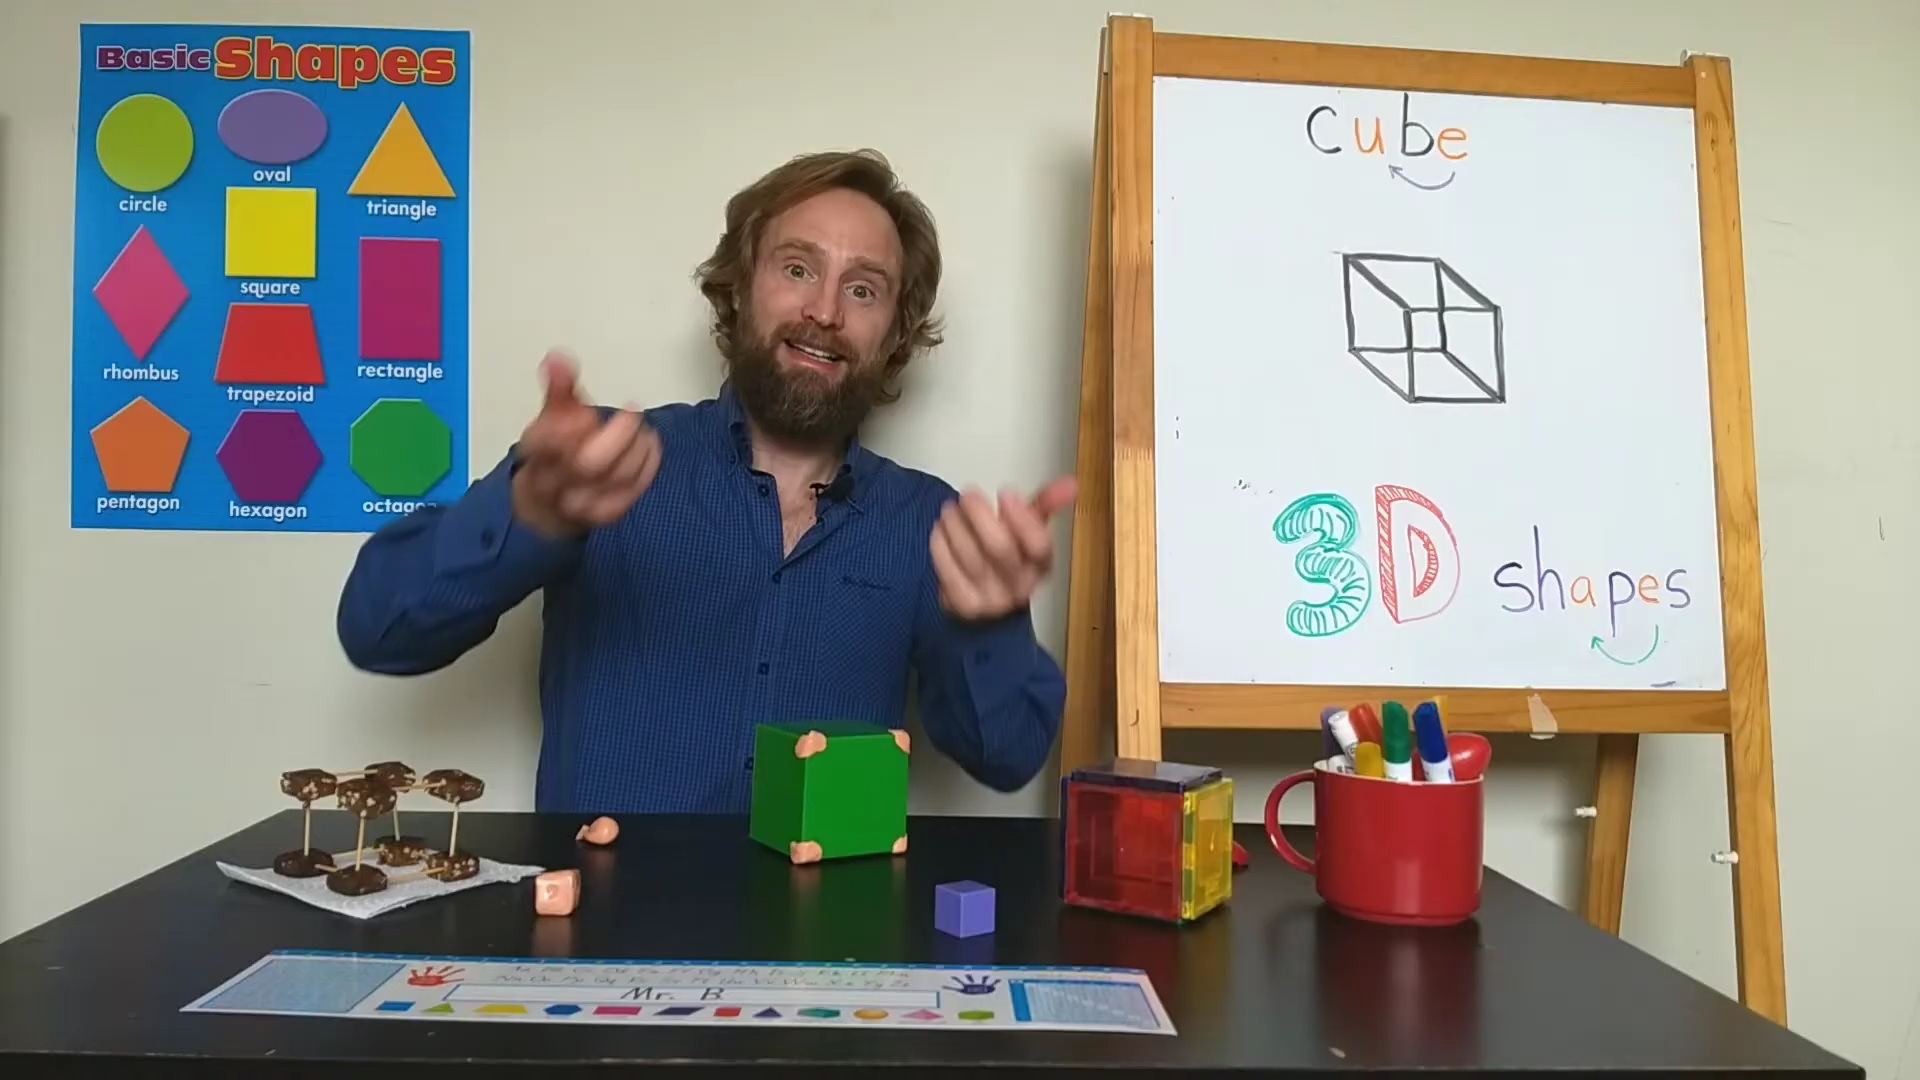 Basic Shapes
circle
oval
triangle
square
rhombus
trapezoid
rectangle
pentagon
hexagon
cube
3D shapes
Mr. B